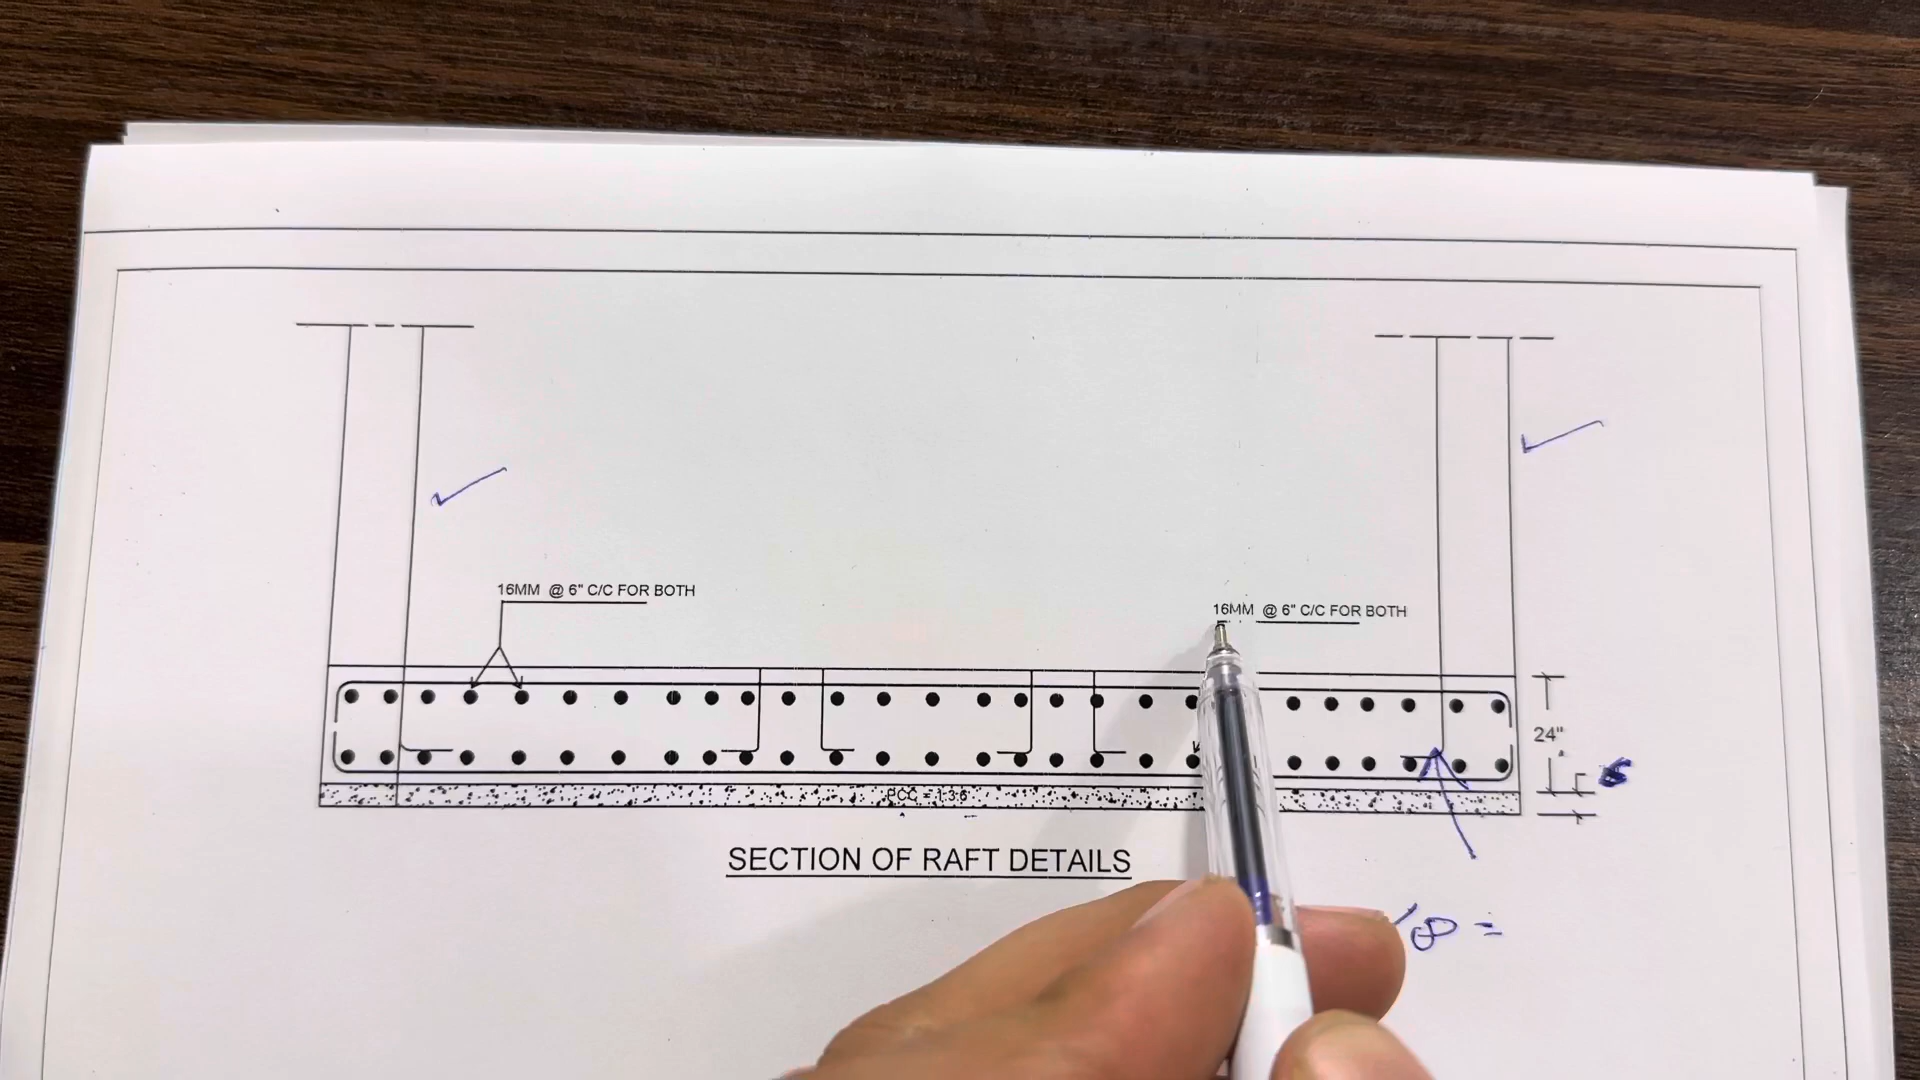 16MM @ 6" C/C FOR BOTH
16MM @ 6" C/C FOR BOTH
24"
PCC = 1:3:6
SECTION OF RAFT DETAILS